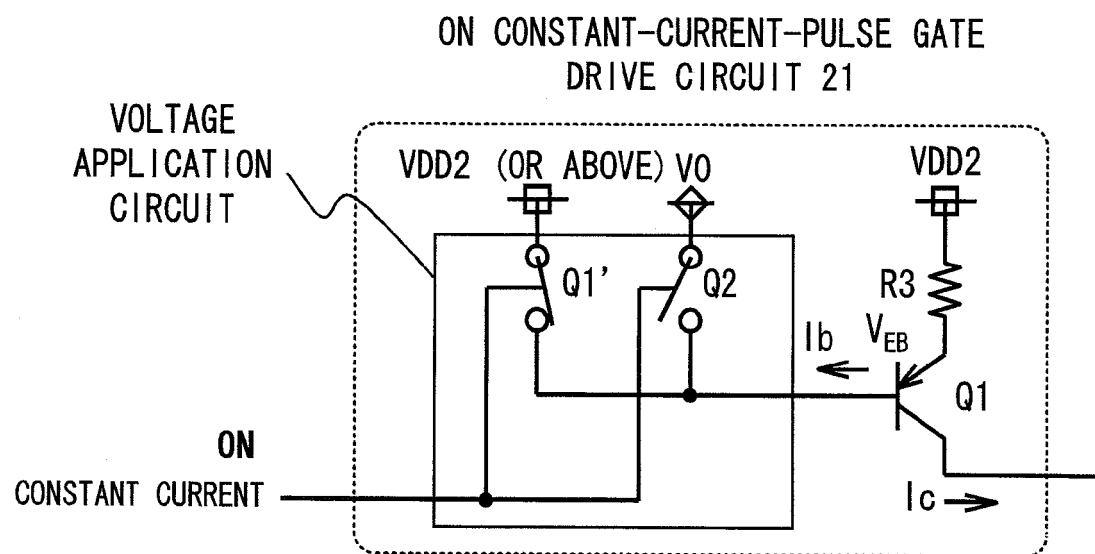 ON CONSTANT-CURRENT-PULSE GATE
DRIVE CIRCUIT 21
VOLTAGE
APPLICATION
CIRCUIT
VDD2 (OR ABOVE)
V0
VDD2
Q1'
Q2
R3
Ib
VEB
Q1
ON
CONSTANT CURRENT
Ic